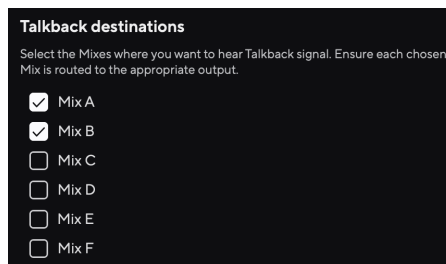 Talkback destinations
Select the Mixes where you want to hear Talkback signal. Ensure each chosen
Mix is routed to the appropriate output.
Mix A
Mix B
Mix C
Mix D
Mix E
Mix F